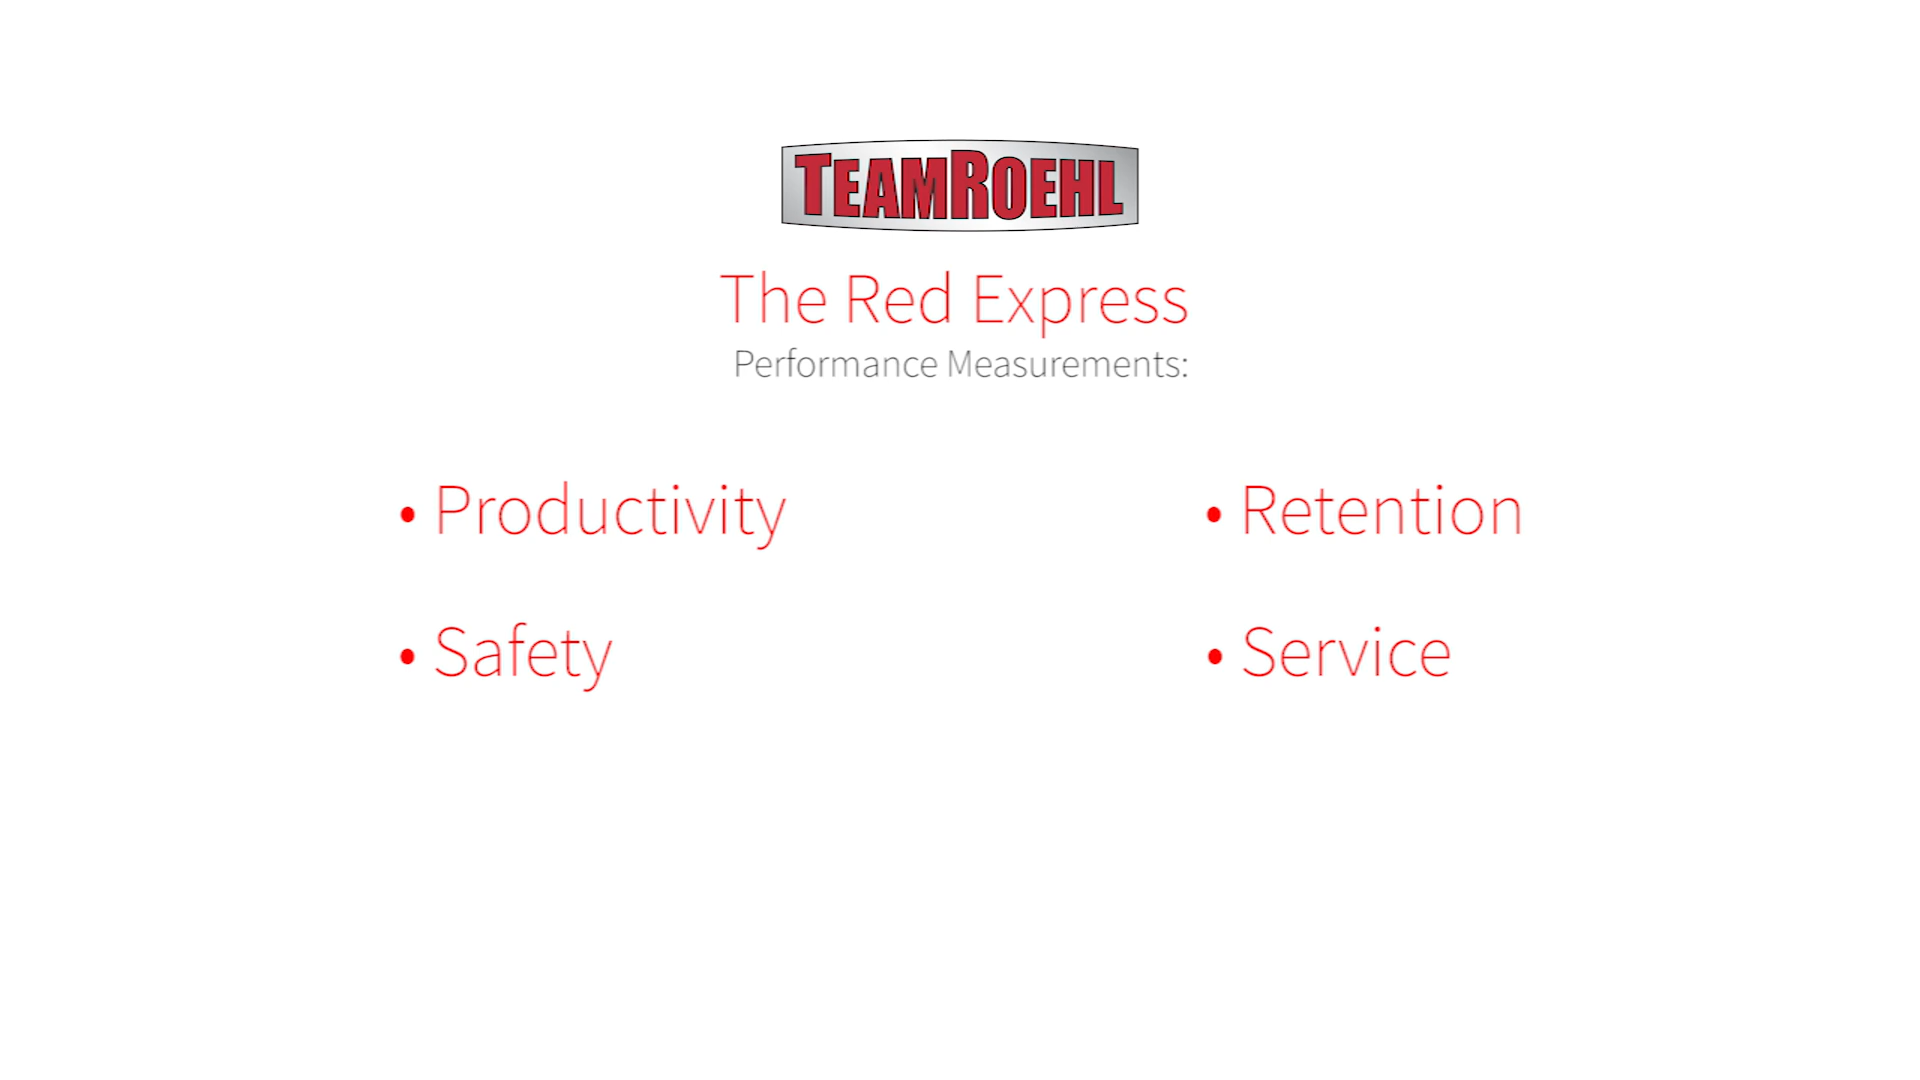 TEAMROEHL
The Red Express
Performance Measurements:
• Productivity
• Retention
• Safety
• Service